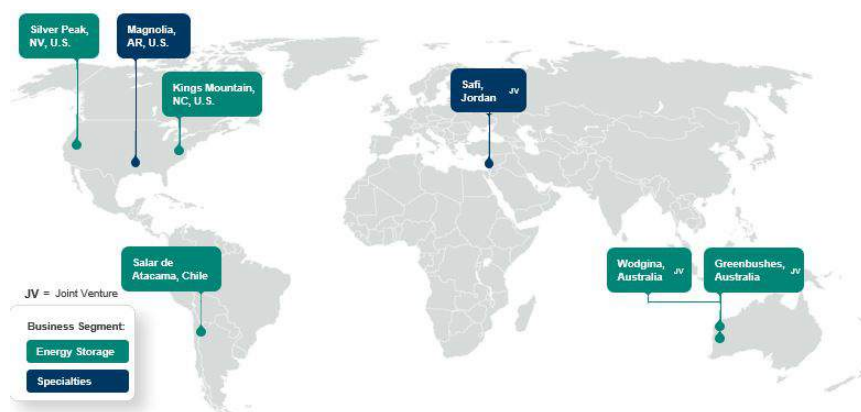 Silver Peak,
NV, U.S.
Magnolia,
AR, U.S.
Kings Mountain,
NC, U.S.
Safi,
Jordan JV
Salar de
Atacama, Chile
Wodgina,
Australia JV
Greenbushes,
Australia JV
JV = Joint Venture
Business Segment:
Energy Storage
Specialties